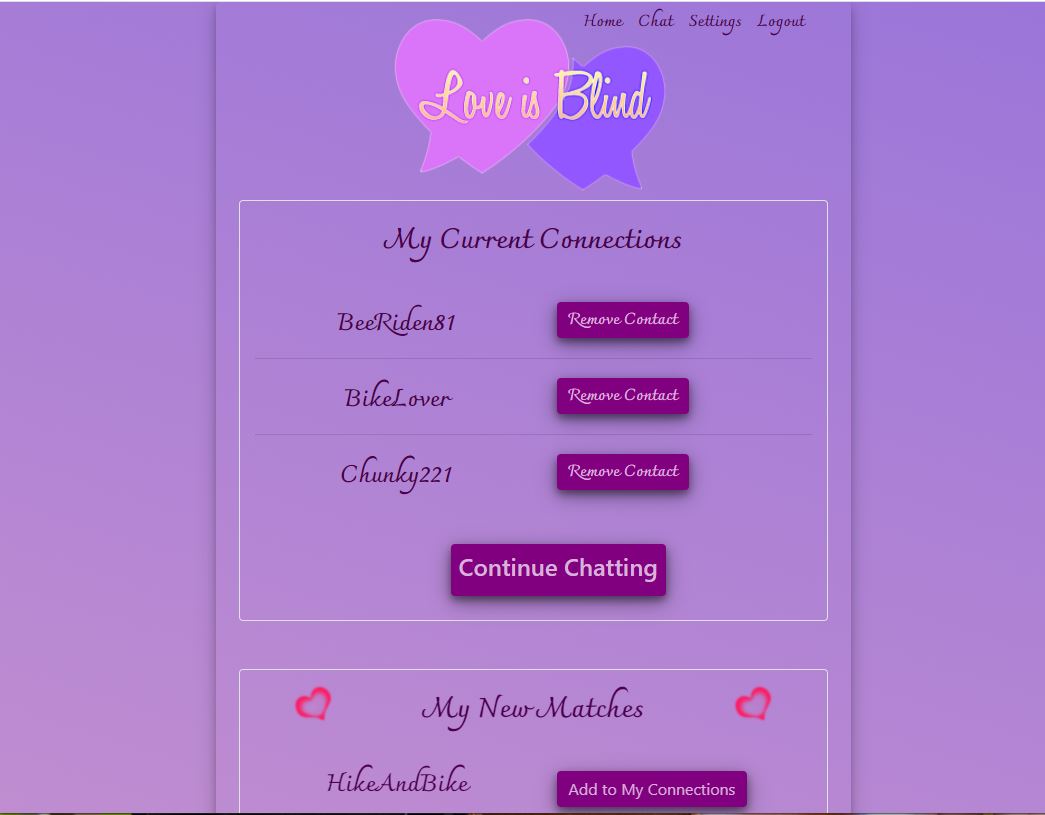 Home Chat Settings Logout
Love is Blind
My Current Connections
BeeRiden81 Remove Contact
BikeLover Remove Contact
Chunky221 Remove Contact
Continue Chatting
My New Matches
HikeAndBike Add to My Connections